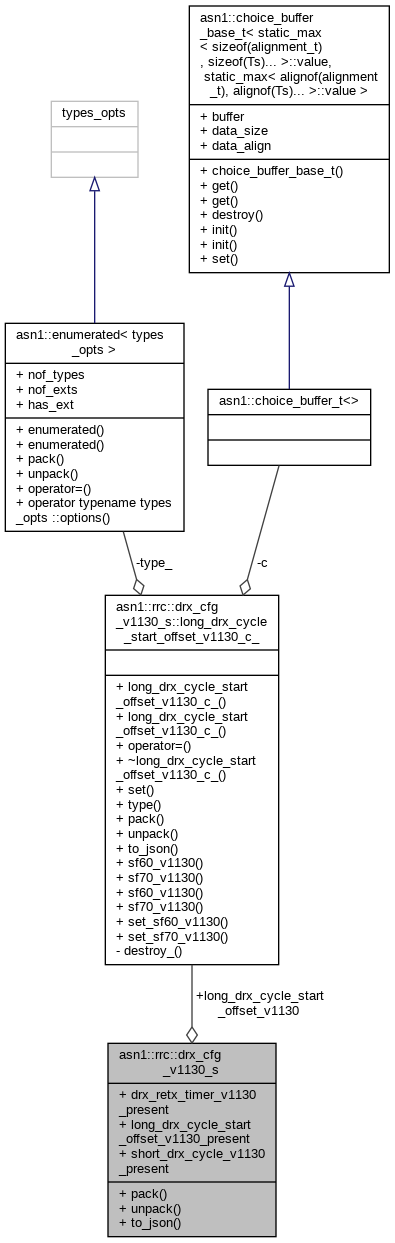 asn1::choice_buffer
_base_t< static_max
< sizeof(alignment_t)
, sizeof(Ts)... >::value,
static_max< alignof(alignment
_t), alignof(Ts)... >::value >
+ buffer
+ data_size
+ data_align
+ choice_buffer_base_t()
+ get()
+ get()
+ destroy()
+ init()
+ init()
+ set()
types_opts
asn1::enumerated< types
_opts >
+ nof_types
+ nof_exts
+ has_ext
+ enumerated()
+ enumerated()
+ pack()
+ unpack()
+ operator=()
+ operator typename types
_opts ::options()
asn1::choice_buffer_t<>
-type_
-c
asn1::rrc::drx_cfg
_v1130_s::long_drx_cycle
_start_offset_v1130_c_
+ long_drx_cycle_start
_offset_v1130_c_()
+ long_drx_cycle_start
_offset_v1130_c_()
+ operator=()
+ ~long_drx_cycle_start
_offset_v1130_c_()
+ set()
+ type()
+ pack()
+ unpack()
+ to_json()
+ sf60_v1130()
+ sf70_v1130()
+ sf60_v1130()
+ sf70_v1130()
+ set_sf60_v1130()
+ set_sf70_v1130()
- destroy_()
+long_drx_cycle_start
_offset_v1130
asn1::rrc::drx_cfg
_v1130_s
+ drx_retx_timer_v1130
_present
+ long_drx_cycle_start
_offset_v1130_present
+ short_drx_cycle_v1130
_present
+ pack()
+ unpack()
+ to_json()